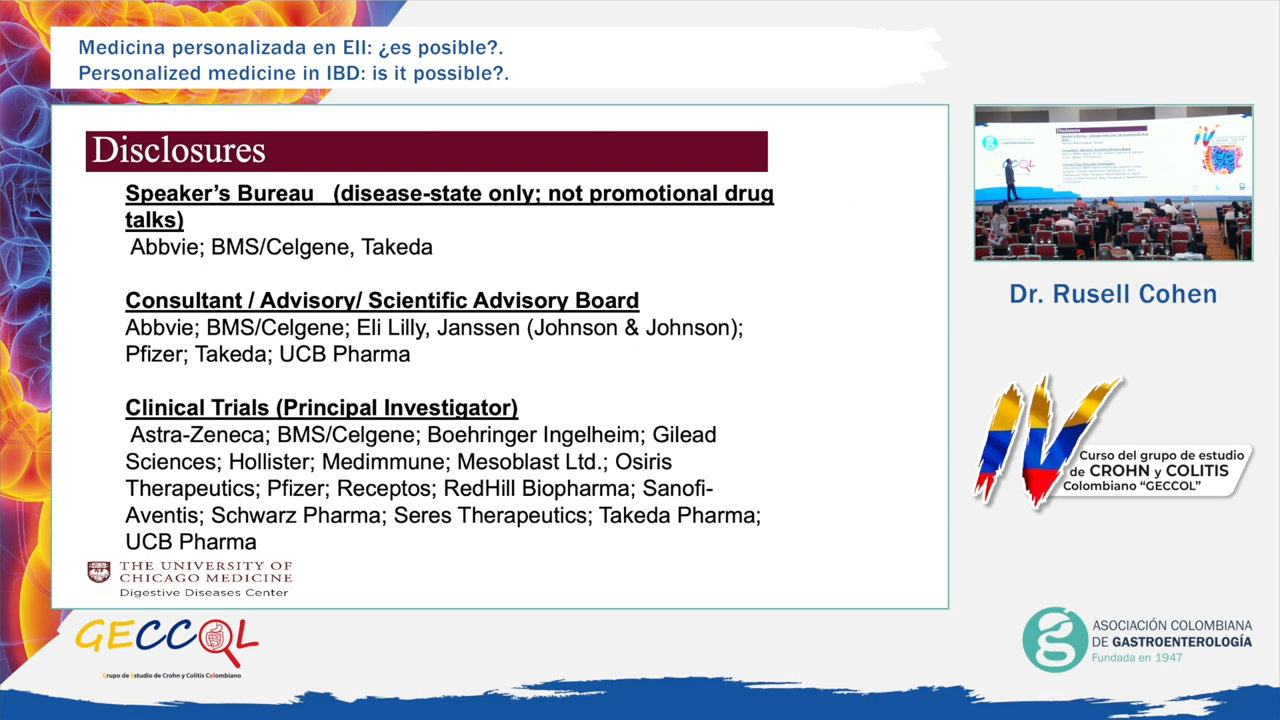 Medicina personalizada en EII: ¿es posible?.
Personalized medicine in IBD: is it possible?.
Disclosures
Speaker's Bureau (disease-state only; not promotional drug
talks)
Abbvie; BMS/Celgene, Takeda
Consultant / Advisory/ Scientific Advisory Board
Abbvie; BMS/Celgene; Eli Lilly, Janssen (Johnson & Johnson);
Pfizer; Takeda; UCB Pharma
Clinical Trials (Principal Investigator)
Astra-Zeneca; BMS/Celgene; Boehringer Ingelheim; Gilead
Sciences; Hollister; Medimmune; Mesoblast Ltd.; Osiris
Therapeutics; Pfizer; Receptos; RedHill Biopharma; Sanofi-
Aventis; Schwarz Pharma; Seres Therapeutics; Takeda Pharma;
UCB Pharma
THE UNIVERSITY OF
CHICAGO MEDICINE
Digestive Diseases Center
Disclosures
Dr. Rusell Cohen
IV
Curso del grupo de estudio
de CROHN y COLITIS
Colombiano "GECCOL"
GECCOL
Grupo de Estudio de Crohn y Colitis Colombiano
ASOCIACIÓN COLOMBIANA
DE GASTROENTEROLOGÍA
Fundada en 1947